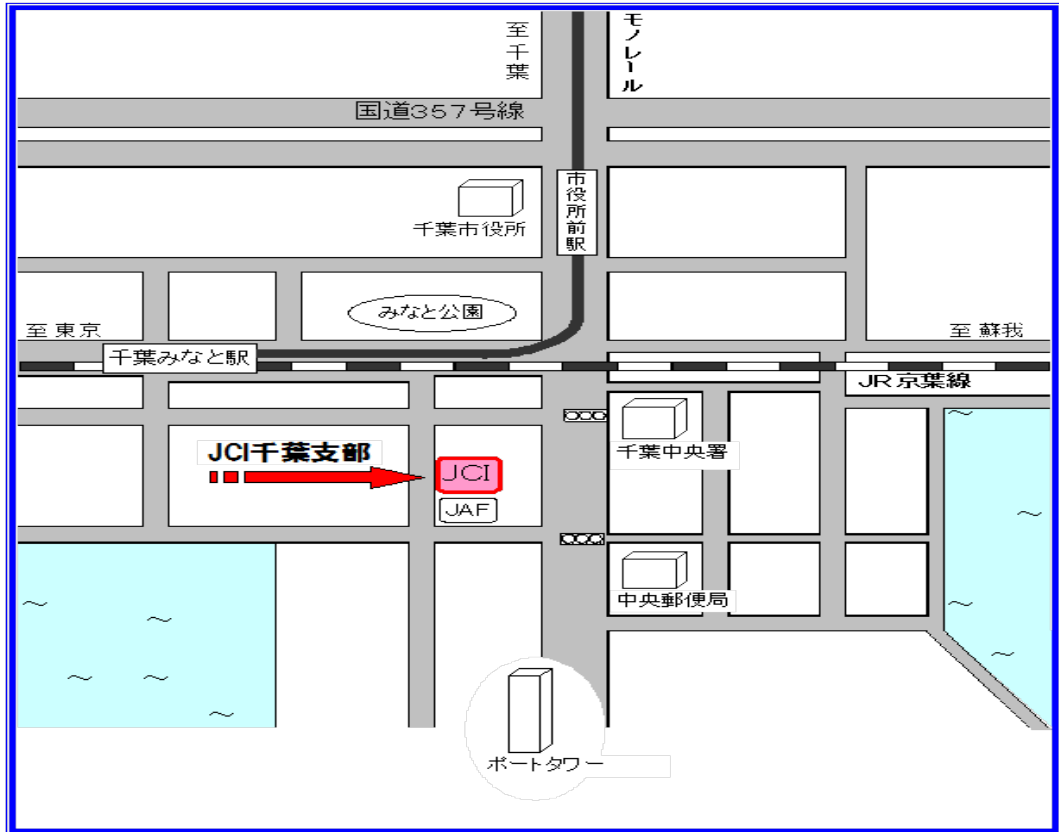 至千葉
モノレール
国道357号線
市役所前駅
千葉市役所
みなと公園
至 東京
至 蘇我
千葉みなと駅
JR 京葉線
JCI千葉支部
JCI
千葉中央署
JAF
中央郵便局
ポートタワー